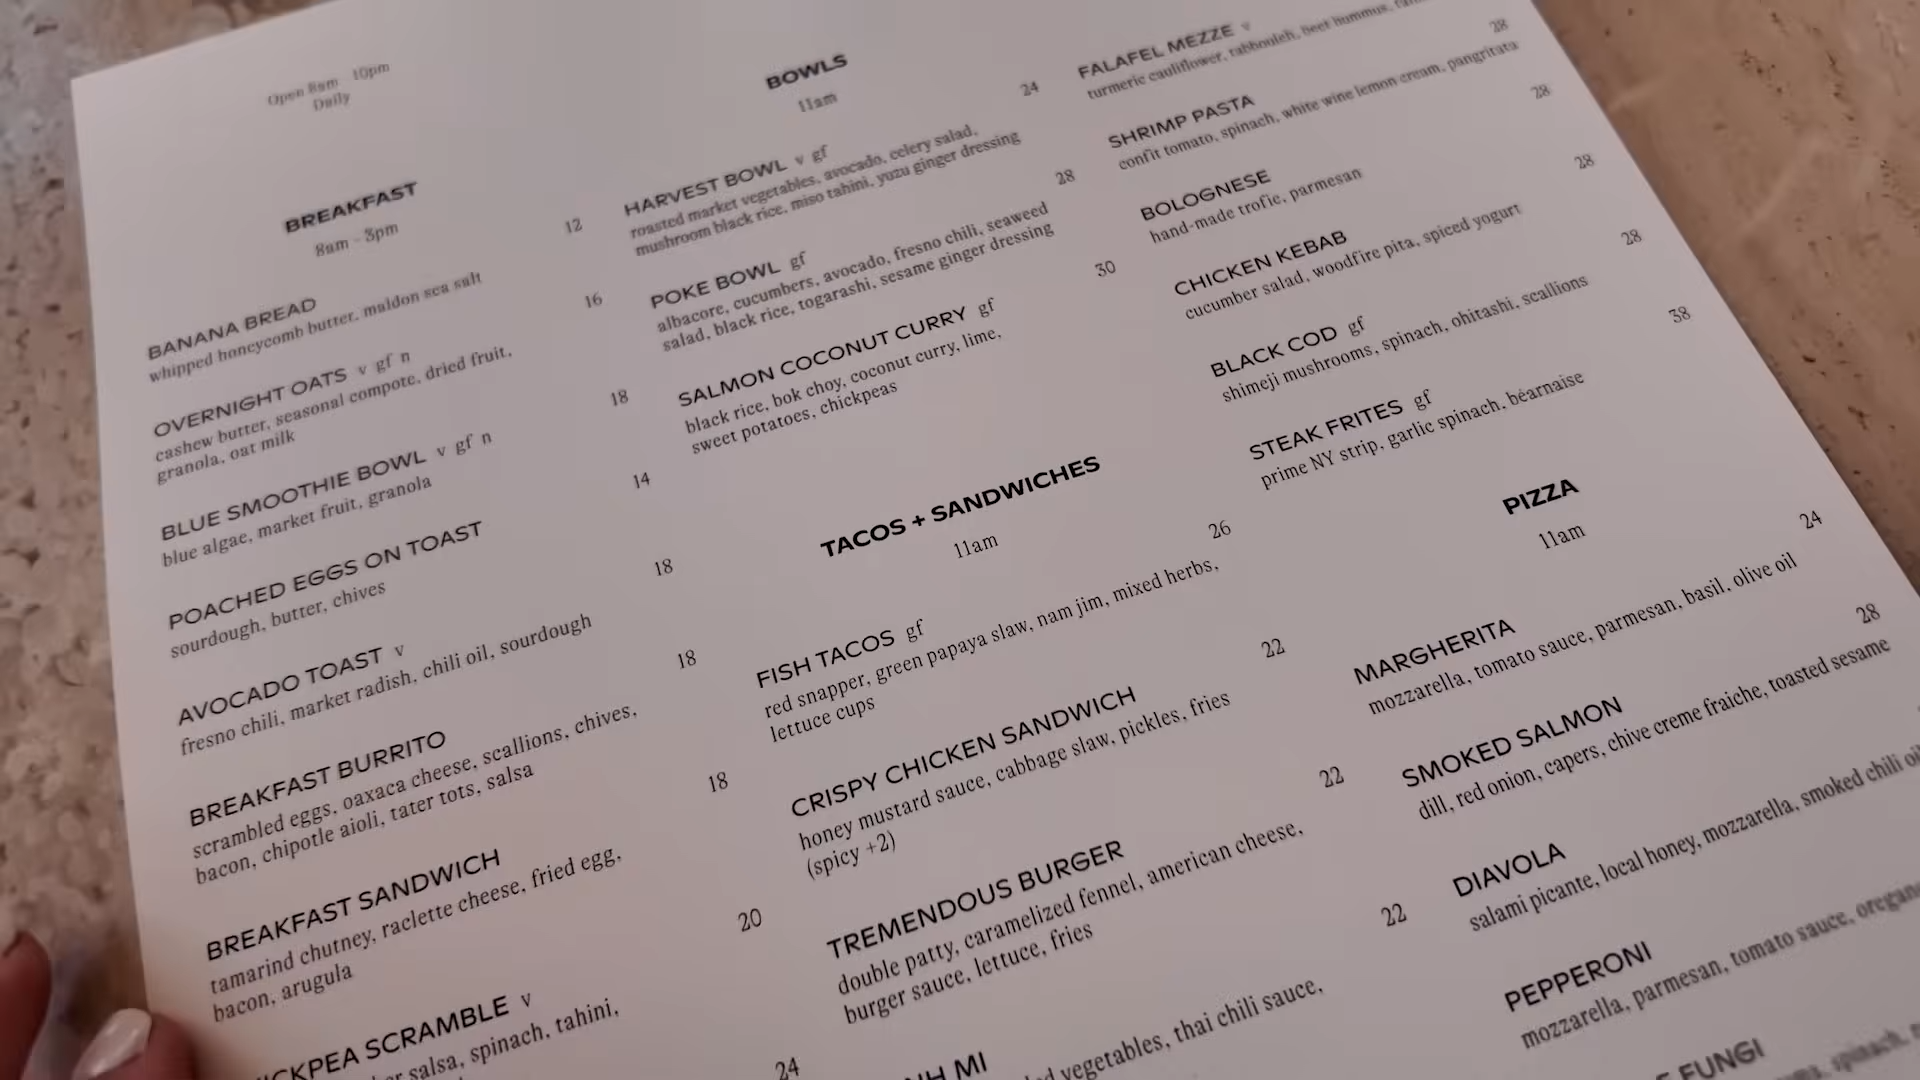 Open 8am 10pm
Daily
BREAKFAST
8am - 3pm
BANANA BREAD 12
whipped honeycomb butter, maldon sea salt
OVERNIGHT OATS v gf n 16
cashew butter, seasonal compote, dried fruit,
granola, oat milk
BLUE SMOOTHIE BOWL v gf n 18
blue algae, market fruit, granola
POACHED EGGS ON TOAST 14
sourdough, butter, chives
AVOCADO TOAST v 18
fresno chili, market radish, chili oil, sourdough
BREAKFAST BURRITO 18
scrambled eggs, oaxaca cheese, scallions, chives,
bacon, chipotle aioli, tater tots, salsa
BREAKFAST SANDWICH 18
tamarind chutney, raclette cheese, fried egg,
bacon, arugula
ICKPEA SCRAMBLE v 20
salsa, spinach, tahini,
BOWLS
11am
HARVEST BOWL v gf 24
roasted market vegetables, avocado, celery salad,
mushroom black rice, miso tahini, yuzu ginger dressing
POKE BOWL gf 28
albacore, cucumbers, avocado, fresno chili, seaweed
salad, black rice, togarashi, sesame ginger dressing
SALMON COCONUT CURRY gf 30
black rice, bok choy, coconut curry, lime,
sweet potatoes, chickpeas
TACOS + SANDWICHES
11am
FISH TACOS gf 26
red snapper, green papaya slaw, nam jim, mixed herbs,
lettuce cups
CRISPY CHICKEN SANDWICH 22
honey mustard sauce, cabbage slaw, pickles, fries
(spicy +2)
TREMENDOUS BURGER 22
double patty, caramelized fennel, american cheese,
burger sauce, lettuce, fries
NH MI 22
vegetables, thai chili sauce,
24
FALAFEL MEZZE v
turmeric cauliflower, tabbouleh, beet hummus,
SHRIMP PASTA 28
confit tomato, spinach, white wine lemon cream, pangritata
BOLOGNESE 28
hand-made trofie, parmesan
CHICKEN KEBAB 28
cucumber salad, woodfire pita, spiced yogurt
BLACK COD gf 28
shimeji mushrooms, spinach, ohitashi, scallions
STEAK FRITES gf 38
prime NY strip, garlic spinach, béarnaise
PIZZA
11am
MARGHERITA 24
mozzarella, tomato sauce, parmesan, basil, olive oil
SMOKED SALMON 28
dill, red onion, capers, chive creme fraiche, toasted sesame
DIAVOLA
salami picante, local honey, mozzarella, smoked chili oil
PEPPERONI
mozzarella, parmesan, tomato sauce, oregano
FUNGI
spinach,